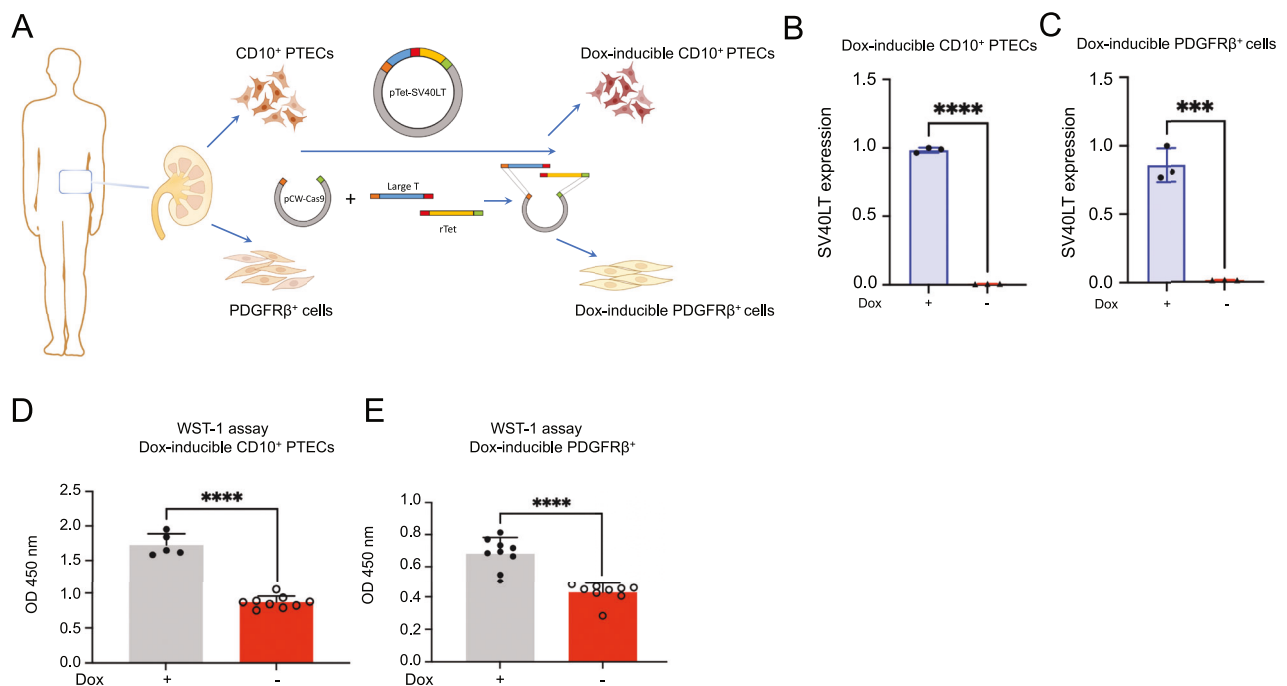 A
CD10⁺ PTECs
pTet-SV40LT
Dox-inducible CD10⁺ PTECs
pCW-Cas9
+
Large T
rTet
PDGFRβ⁺ cells
Dox-inducible PDGFRβ⁺ cells
B
Dox-inducible CD10⁺ PTECs
SV40LT expression
1.5
1.0
0.5
0.0
****
Dox
+
-
C
Dox-inducible PDGFRβ⁺ cells
SV40LT expression
1.5
1.0
0.5
0.0
***
Dox
+
-
D
WST-1 assay
Dox-inducible CD10⁺ PTECs
OD 450 nm
2.5
2.0
1.5
1.0
0.5
0.0
****
Dox
+
-
E
WST-1 assay
Dox-inducible PDGFRβ⁺
OD 450 nm
1.0
0.8
0.6
0.4
0.2
0.0
****
Dox
+
-